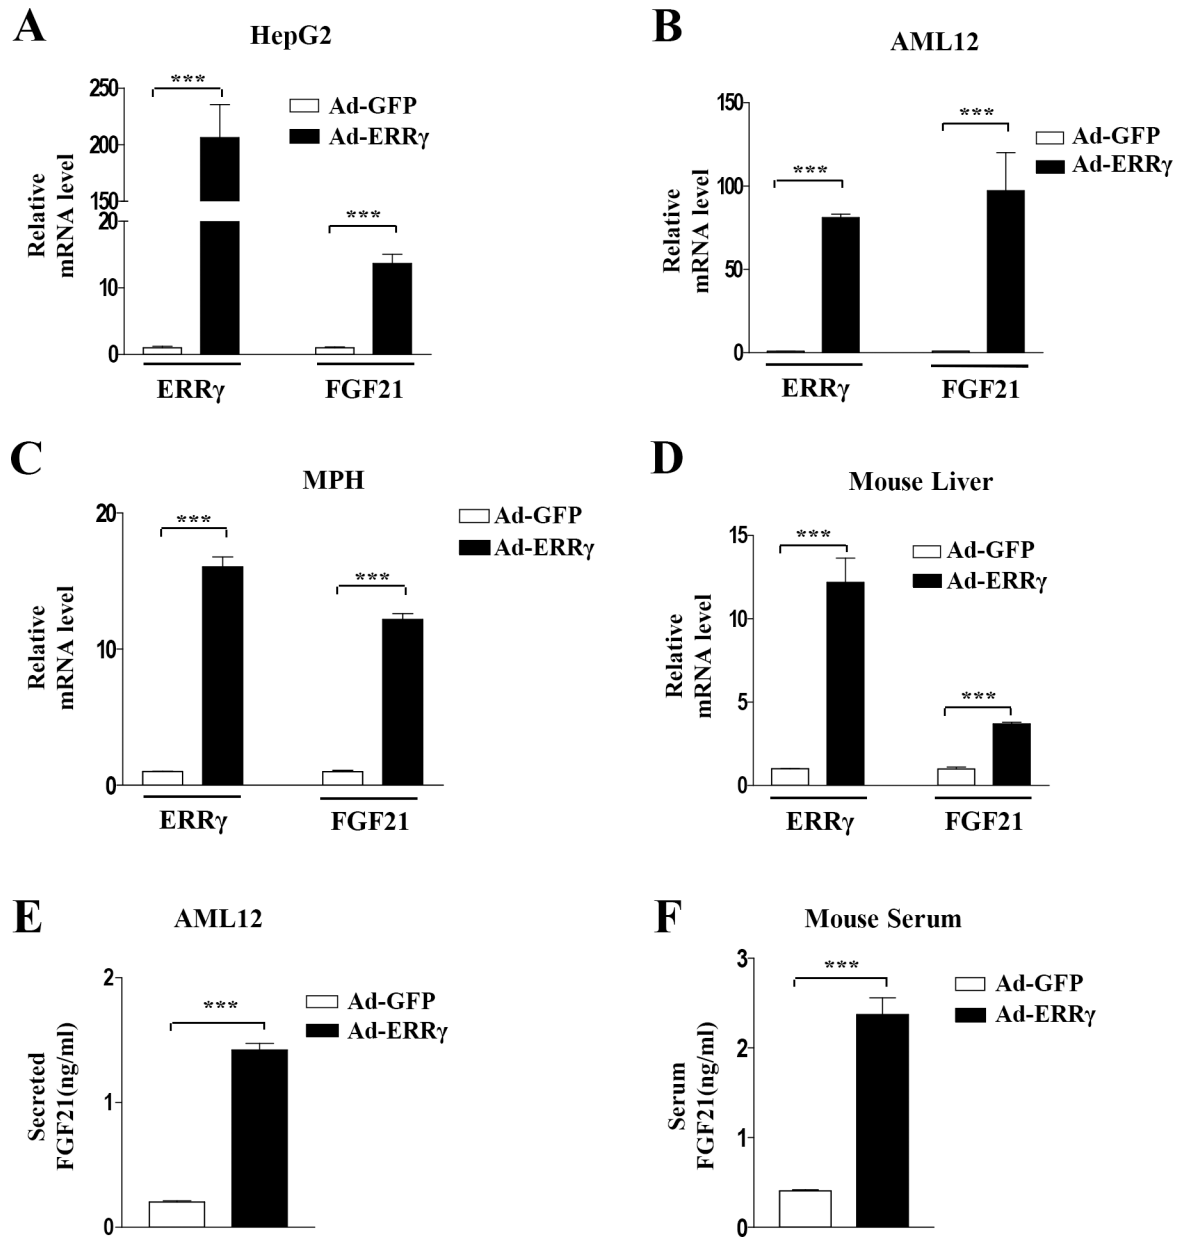 A
HepG2
***
250
200
150
20
10
0
***
Ad-GFP
Ad-ERRγ
Relative
mRNA level
ERRγ
FGF21
B
AML12
150
100
50
0
***
***
Ad-GFP
Ad-ERRγ
Relative
mRNA level
ERRγ
FGF21
C
MPH
20
10
0
***
***
Ad-GFP
Ad-ERRγ
Relative
mRNA level
ERRγ
FGF21
D
Mouse Liver
15
10
5
0
***
***
Ad-GFP
Ad-ERRγ
Relative
mRNA level
ERRγ
FGF21
E
AML12
2
1
0
***
Ad-GFP
Ad-ERRγ
Secreted
FGF21(ng/ml)
F
Mouse Serum
3
2
1
0
***
Ad-GFP
Ad-ERRγ
Serum
FGF21(ng/ml)